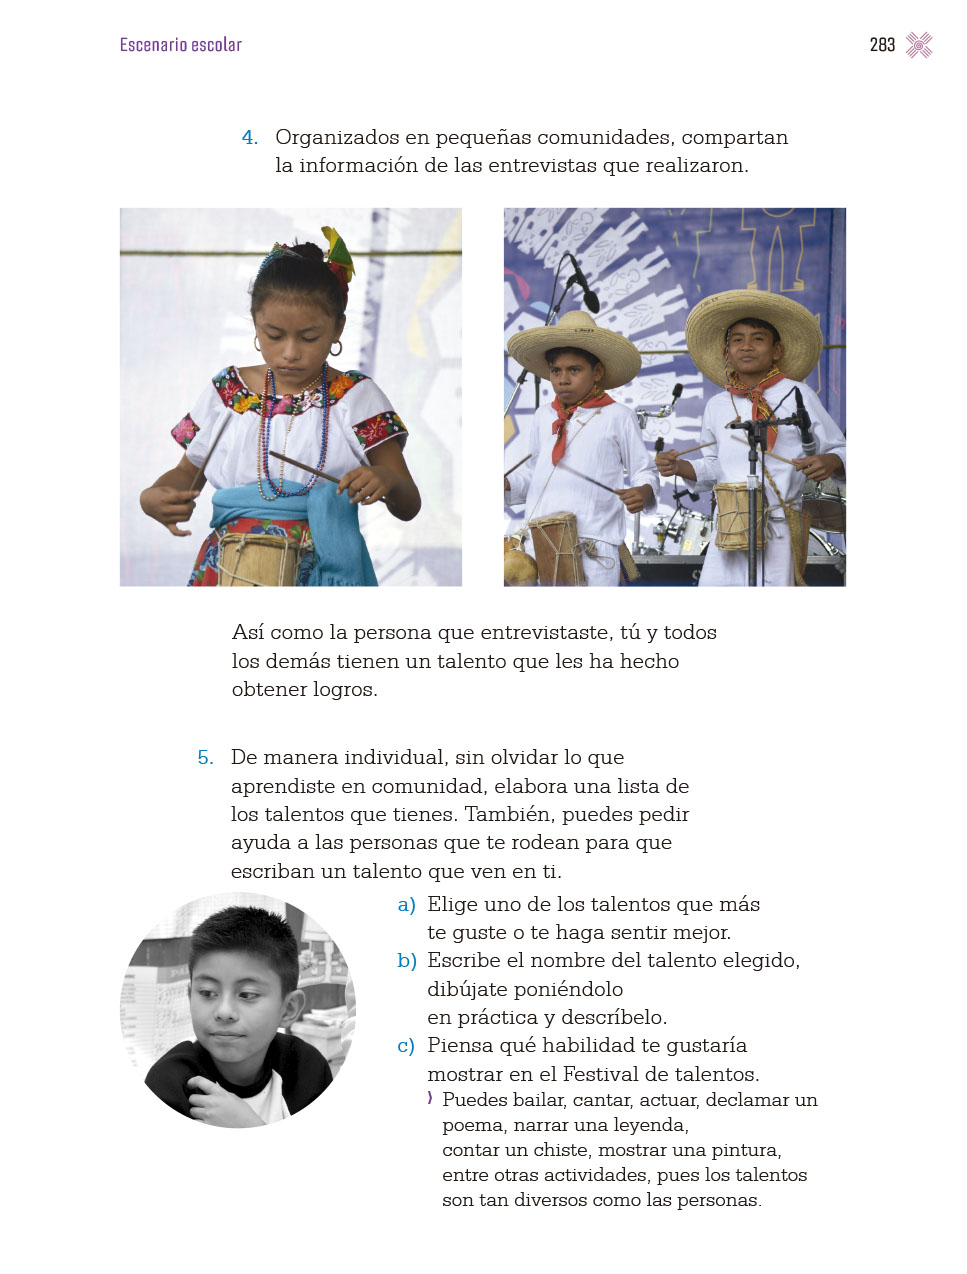 Escenario escolar
283
4. Organizados en pequeñas comunidades, compartan
la información de las entrevistas que realizaron.
Así como la persona que entrevistaste, tú y todos
los demás tienen un talento que les ha hecho
obtener logros.
5. De manera individual, sin olvidar lo que
aprendiste en comunidad, elabora una lista de
los talentos que tienes. También, puedes pedir
ayuda a las personas que te rodean para que
escriban un talento que ven en ti.
a) Elige uno de los talentos que más
te guste o te haga sentir mejor.
b) Escribe el nombre del talento elegido,
dibújate poniéndolo
en práctica y descríbelo.
c) Piensa qué habilidad te gustaría
mostrar en el Festival de talentos.
⟩ Puedes bailar, cantar, actuar, declamar un
poema, narrar una leyenda,
contar un chiste, mostrar una pintura,
entre otras actividades, pues los talentos
son tan diversos como las personas.